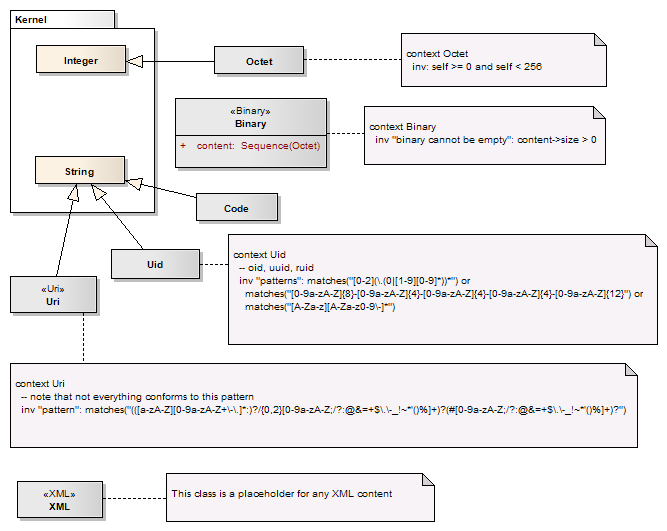 Kernel
Integer
Octet
context Octet
inv: self >= 0 and self < 256
«Binary»
Binary
+ content: Sequence(Octet)
context Binary
inv "binary cannot be empty": content->size > 0
String
Code
Uid
context Uid
-- oid, uuid, ruid
inv "patterns": matches("[0-2](\.(0|[1-9][0-9]*))*") or
matches("[0-9a-zA-Z]{8}-[0-9a-zA-Z]{4}-[0-9a-zA-Z]{4}-[0-9a-zA-Z]{4}-[0-9a-zA-Z]{12}") or
matches("[A-Za-z][A-Za-z0-9\-]*")
«Uri»
Uri
context Uri
-- note that not everything conforms to this pattern
inv "pattern": matches("(([a-zA-Z][0-9a-zA-Z+\-\.]*:)?/{0,2}[0-9a-zA-Z;/?:@&=+$\.\-_!~*'()%]+)?(#[0-9a-zA-Z;/?:@&=+$\.\-_!~*'()%]+)?")
«XML»
XML
This class is a placeholder for any XML content